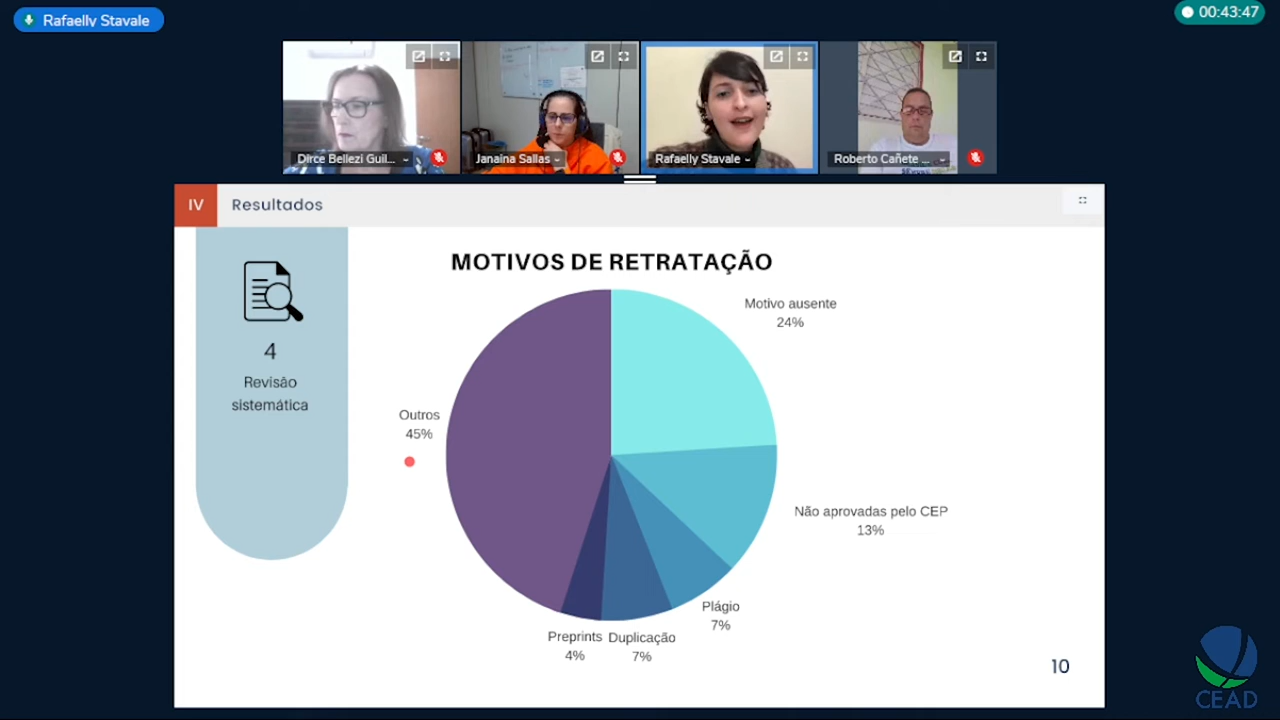 Rafaelly Stavale
00:43:47
Dirce Bellezi Guil...
Janaina Sallas
Rafaelly Stavale
Roberto Cañete ...
IV Resultados
MOTIVOS DE RETRATAÇÃO
4
Revisão
sistemática
Motivo ausente
24%
Outros
45%
Não aprovadas pelo CEP
13%
Plágio
7%
Preprints
4%
Duplicação
7%
10
CEAD